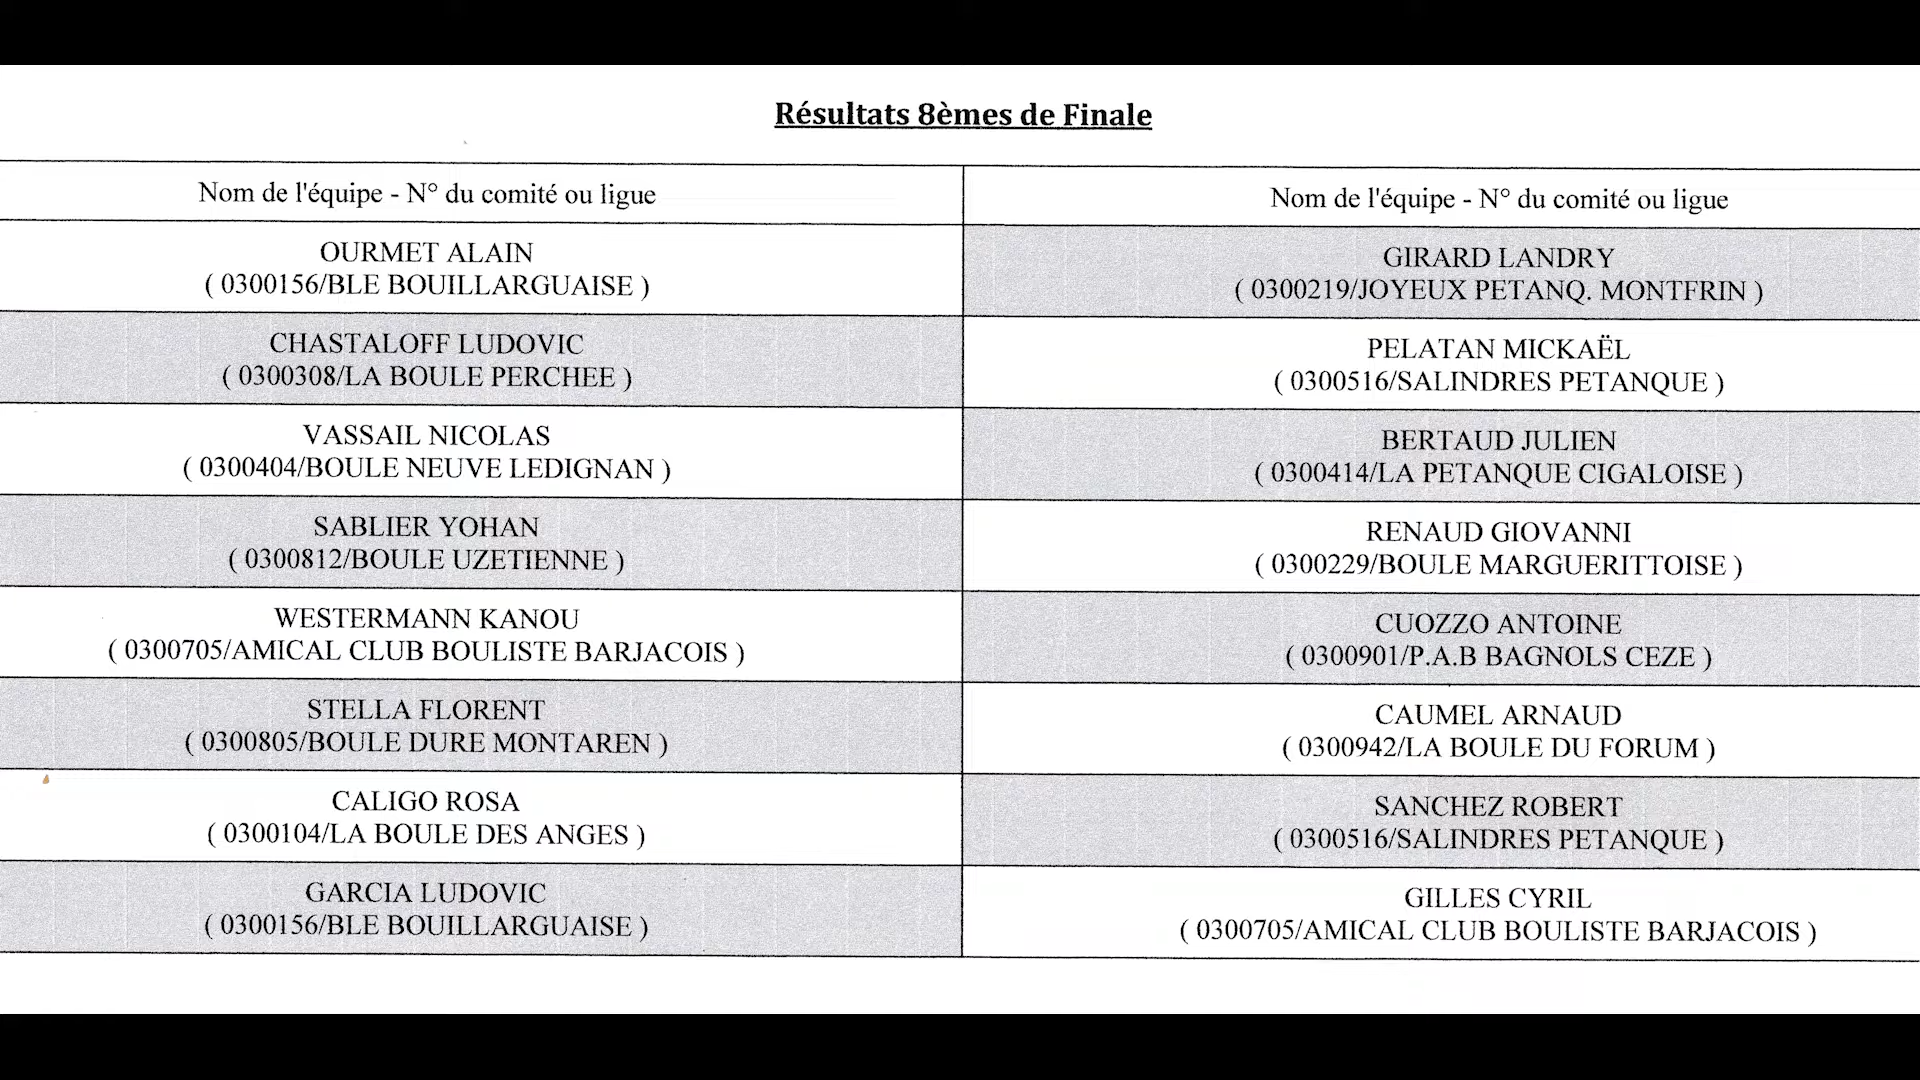 Résultats 8èmes de Finale
Nom de l'équipe - N° du comité ou ligue
Nom de l'équipe - N° du comité ou ligue
OURMET ALAIN
( 0300156/BLE BOUILLARGUAISE )
GIRARD LANDRY
( 0300219/JOYEUX PETANQ. MONTFRIN )
CHASTALOFF LUDOVIC
( 0300308/LA BOULE PERCHEE )
PELATAN MICKAËL
( 0300516/SALINDRES PETANQUE )
VASSAIL NICOLAS
( 0300404/BOULE NEUVE LEDIGNAN )
BERTAUD JULIEN
( 0300414/LA PETANQUE CIGALOISE )
SABLIER YOHAN
( 0300812/BOULE UZETIENNE )
RENAUD GIOVANNI
( 0300229/BOULE MARGUERITTOISE )
WESTERMANN KANOU
( 0300705/AMICAL CLUB BOULISTE BARJACOIS )
CUOZZO ANTOINE
( 0300901/P.A.B BAGNOLS CEZE )
STELLA FLORENT
( 0300805/BOULE DURE MONTAREN )
CAUMEL ARNAUD
( 0300942/LA BOULE DU FORUM )
CALIGO ROSA
( 0300104/LA BOULE DES ANGES )
SANCHEZ ROBERT
( 0300516/SALINDRES PETANQUE )
GARCIA LUDOVIC
( 0300156/BLE BOUILLARGUAISE )
GILLES CYRIL
( 0300705/AMICAL CLUB BOULISTE BARJACOIS )